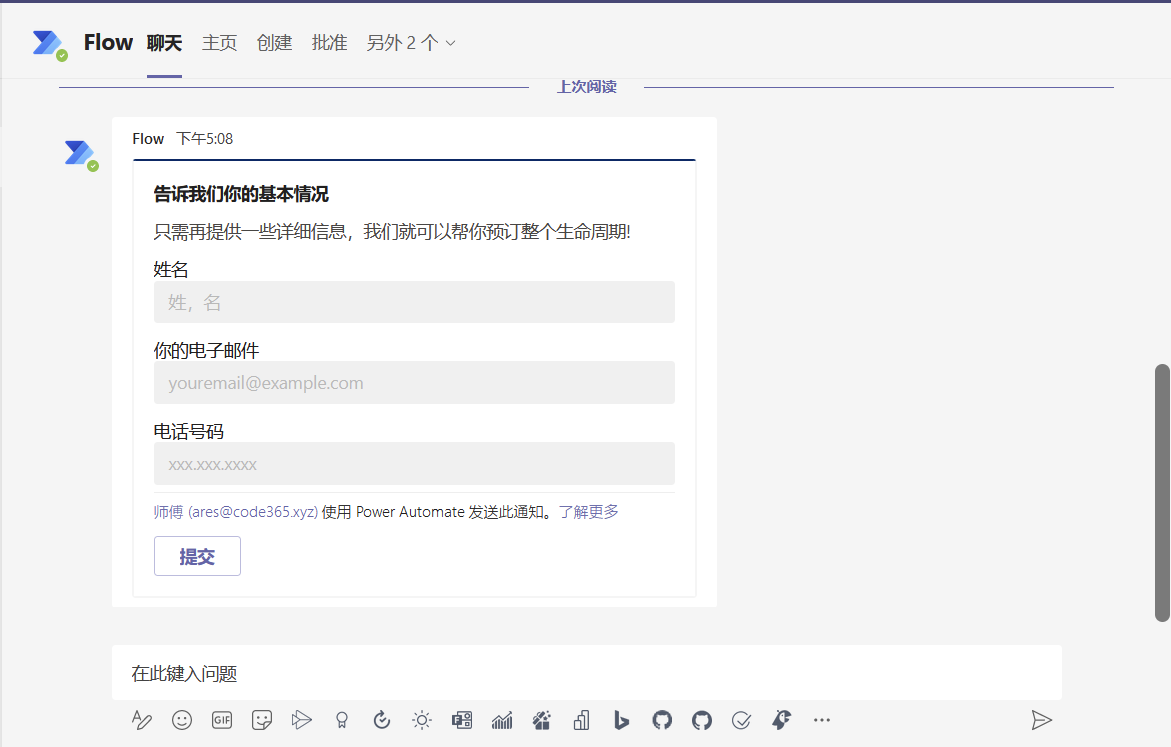 Flow 聊天 主页 创建 批准 另外 2 个
上次阅读
Flow 下午5:08
告诉我们你的基本情况
只需再提供一些详细信息，我们就可以帮你预订整个生命周期!
姓名
姓，名
你的电子邮件
youremail@example.com
电话号码
xxx.xxx.xxxx
师傅 (ares@code365.xyz) 使用 Power Automate 发送此通知。了解更多
提交
在此键入问题
GIF